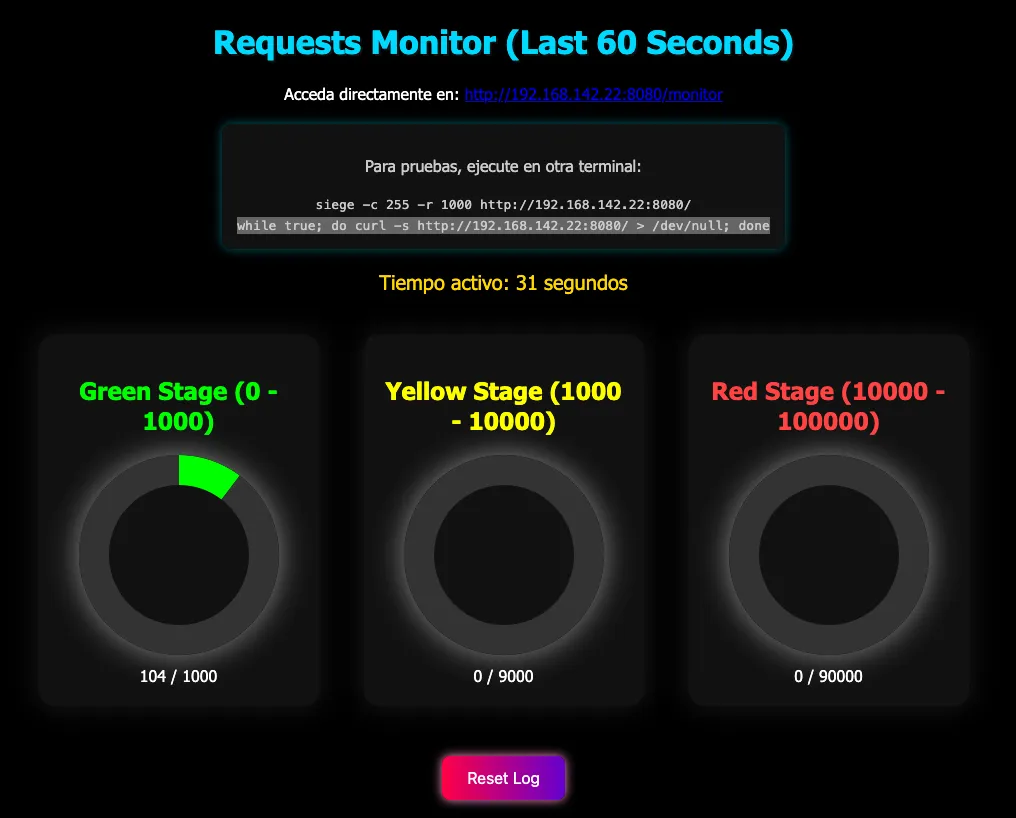 Requests Monitor (Last 60 Seconds)
Acceda directamente en: http://192.168.142.22:8080/monitor
Para pruebas, ejecute en otra terminal:
siege -c 255 -r 1000 http://192.168.142.22:8080/
while true; do curl -s http://192.168.142.22:8080/ > /dev/null; done
Tiempo activo: 31 segundos
Green Stage (0 -
1000)
104 / 1000
Yellow Stage (1000
- 10000)
0 / 9000
Red Stage (10000 -
100000)
0 / 90000
Reset Log